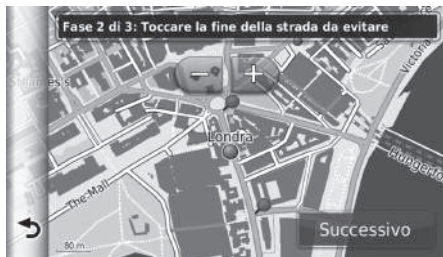 Fase 2 di 3: Toccare la fine della strada da evitare
Victoria
Londra
Hungerfo
The Mall
80 m
Successivo